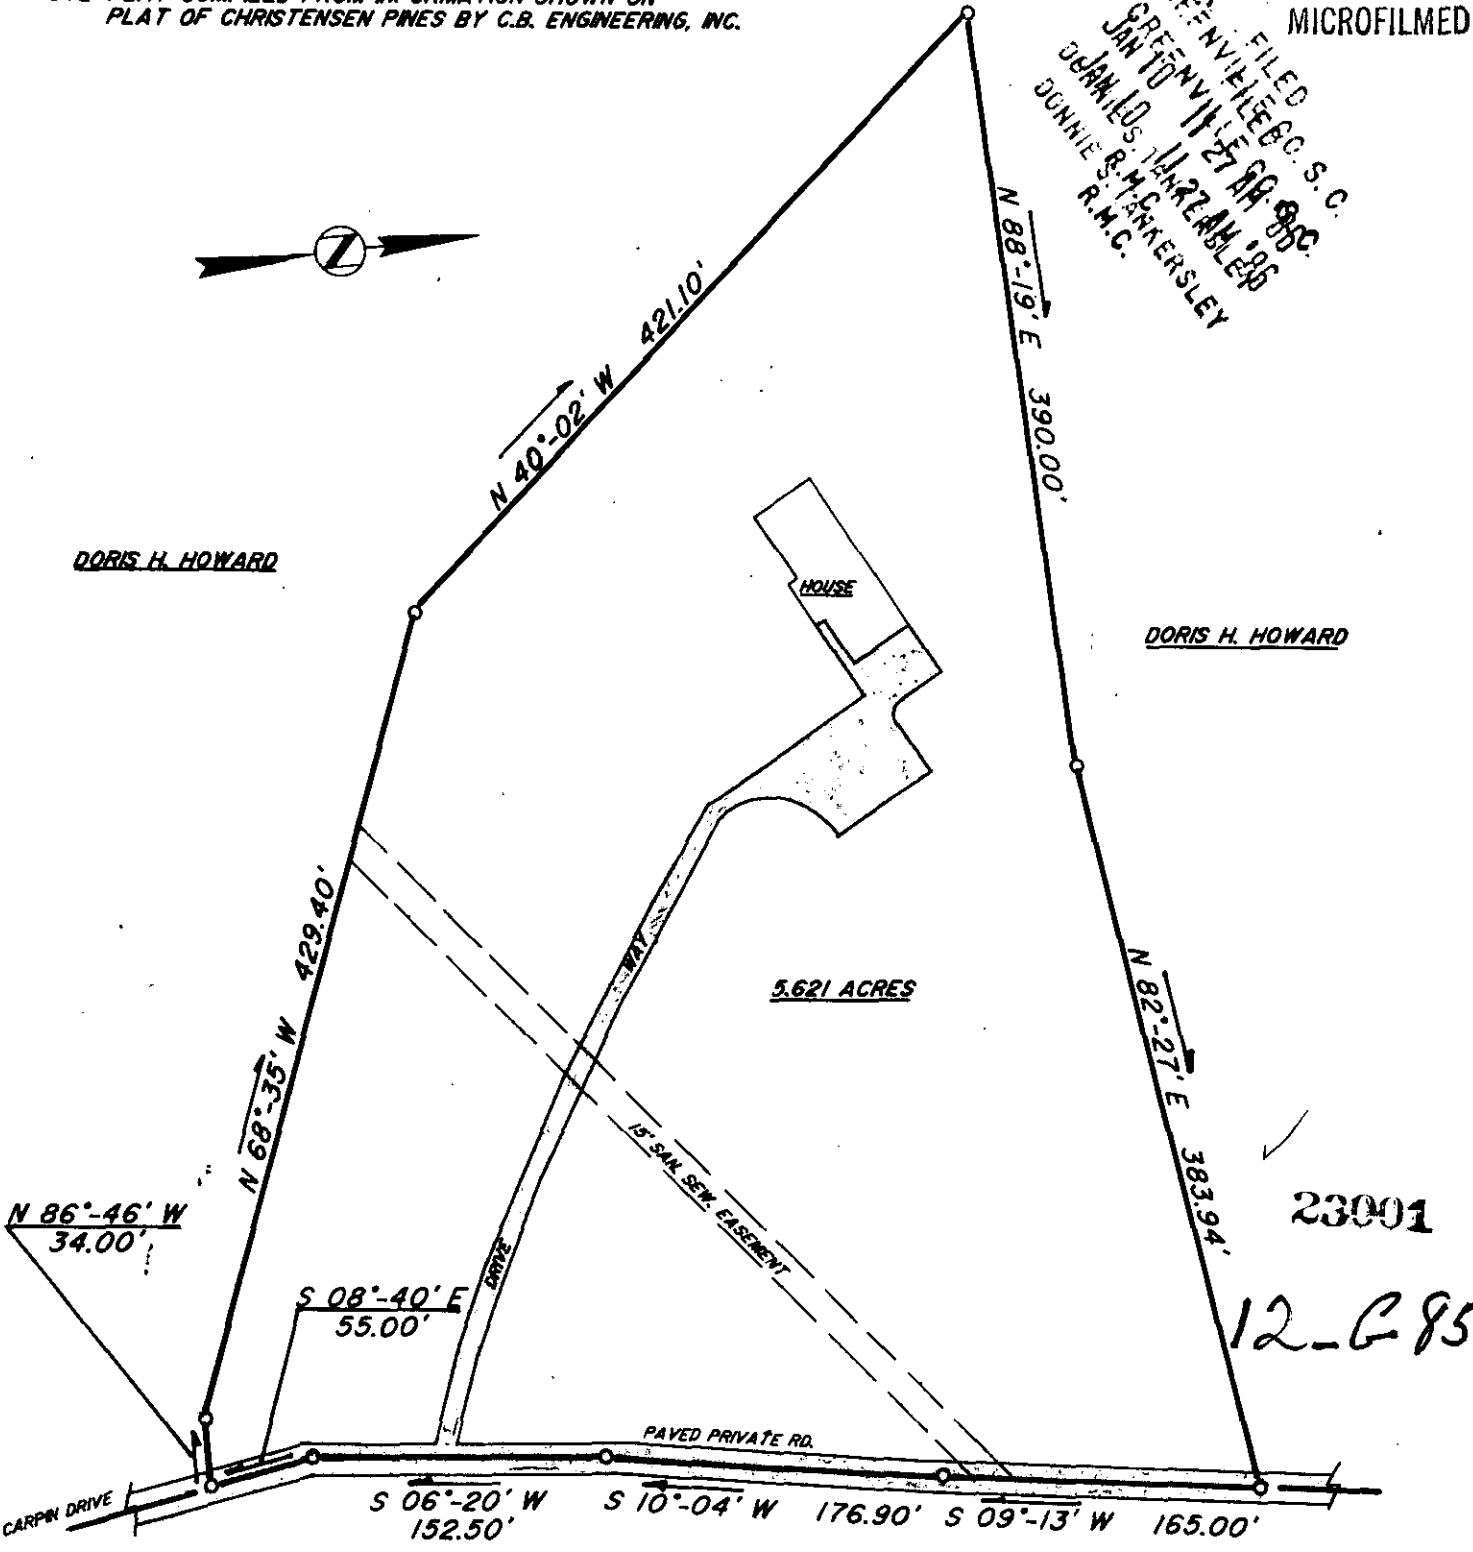 PLAT OF CHRISTENSEN PINES BY C.B. ENGINEERING, INC.
MICROFILMED
FILED
GREENVILLE CO. S. C.
JAN 10 11 27 AM '86
DONNIE S. TANKERSLEY
R.M.C.
N 88°-19' E 390.00'
N 40°-02' W 421.10'
DORIS H. HOWARD
HOUSE
DORIS H. HOWARD
N 68°-35' W 429.40'
WAY
5.621 ACRES
N 82°-27' E 383.94'
15' SAN. SEW. EASEMENT
DRIVE
N 86°-46' W
34.00'
S 08°-40' E
55.00'
23001
12-G 85
PAVED PRIVATE RD.
CARPIN DRIVE
S 06°-20' W
152.50'
S 10°-04' W 176.90'
S 09°-13' W 165.00'